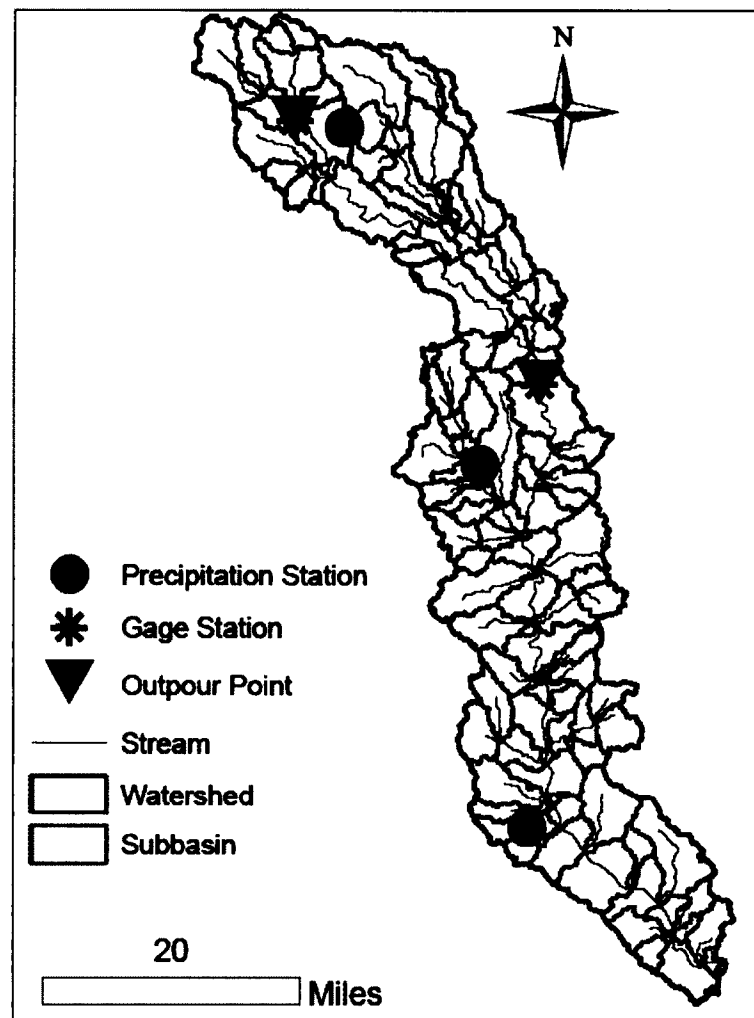 N
Precipitation Station
Gage Station
Outpour Point
Stream
Watershed
Subbasin
20
Miles